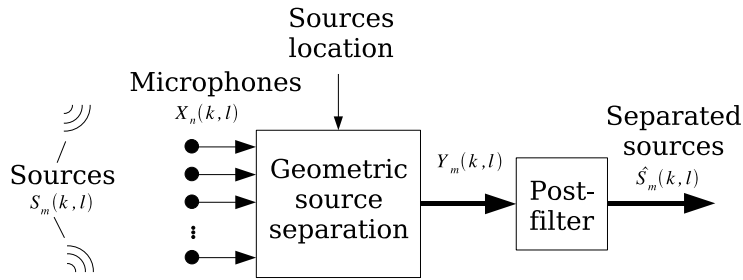 Sources
location
Microphones
X_n(k,l)
Sources
S_m(k,l)
Geometric
source
separation
Y_m(k,l)
Post-
filter
Separated
sources
Ŝ_m(k,l)